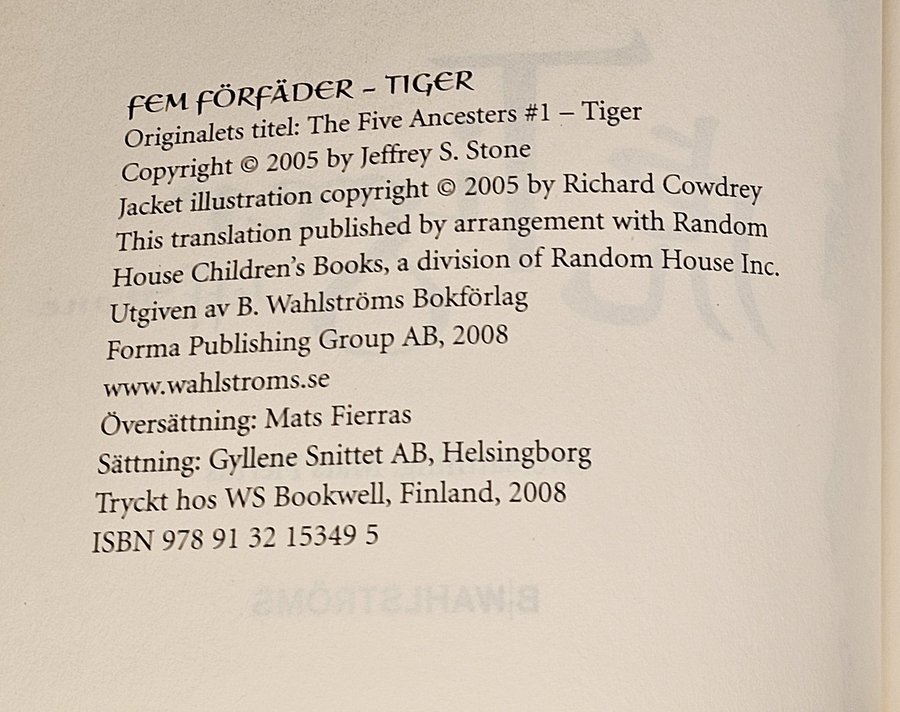 FEM FÖRFÄDER – TIGER
Originalets titel: The Five Ancesters #1 – Tiger
Copyright © 2005 by Jeffrey S. Stone
Jacket illustration copyright © 2005 by Richard Cowdrey
This translation published by arrangement with Random
House Children's Books, a division of Random House Inc.
Utgiven av B. Wahlströms Bokförlag
Forma Publishing Group AB, 2008
www.wahlstroms.se
Översättning: Mats Fierras
Sättning: Gyllene Snittet AB, Helsingborg
Tryckt hos WS Bookwell, Finland, 2008
ISBN 978 91 32 15349 5
B WAHLSTRÖMS